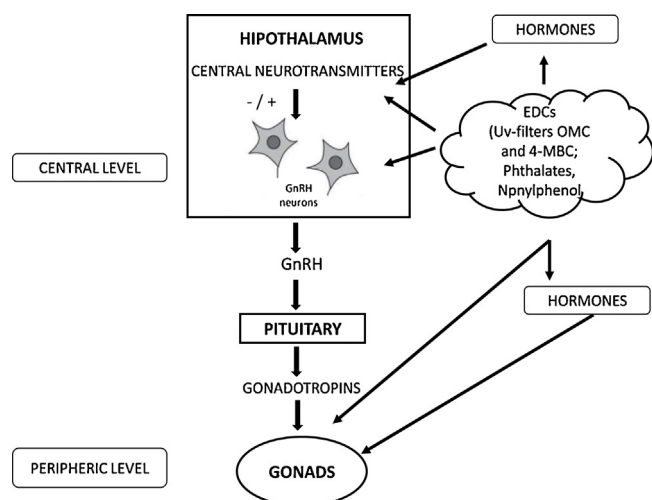 HIPOTHALAMUS
CENTRAL NEUROTRANSMITTERS
- / +
GnRH
neurons
HORMONES
EDCs
(Uv-filters OMC
and 4-MBC;
Phthalates,
Npnylphenol
CENTRAL LEVEL
GnRH
HORMONES
PITUITARY
GONADOTROPINS
PERIPHERIC LEVEL
GONADS